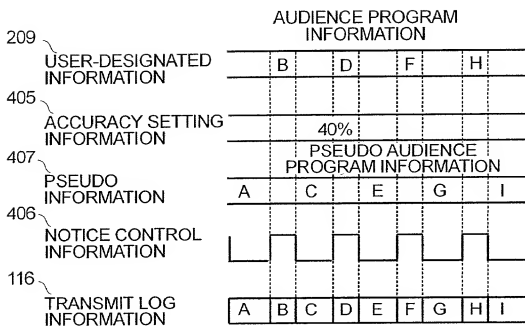 AUDIENCE PROGRAM
INFORMATION
209
USER-DESIGNATED
INFORMATION
B D F H
405
ACCURACY SETTING
INFORMATION
40%
407
PSEUDO AUDIENCE
PROGRAM INFORMATION
PSEUDO
INFORMATION
A C E G I
406
NOTICE CONTROL
INFORMATION
116
TRANSMIT LOG
INFORMATION
A B C D E F G H I